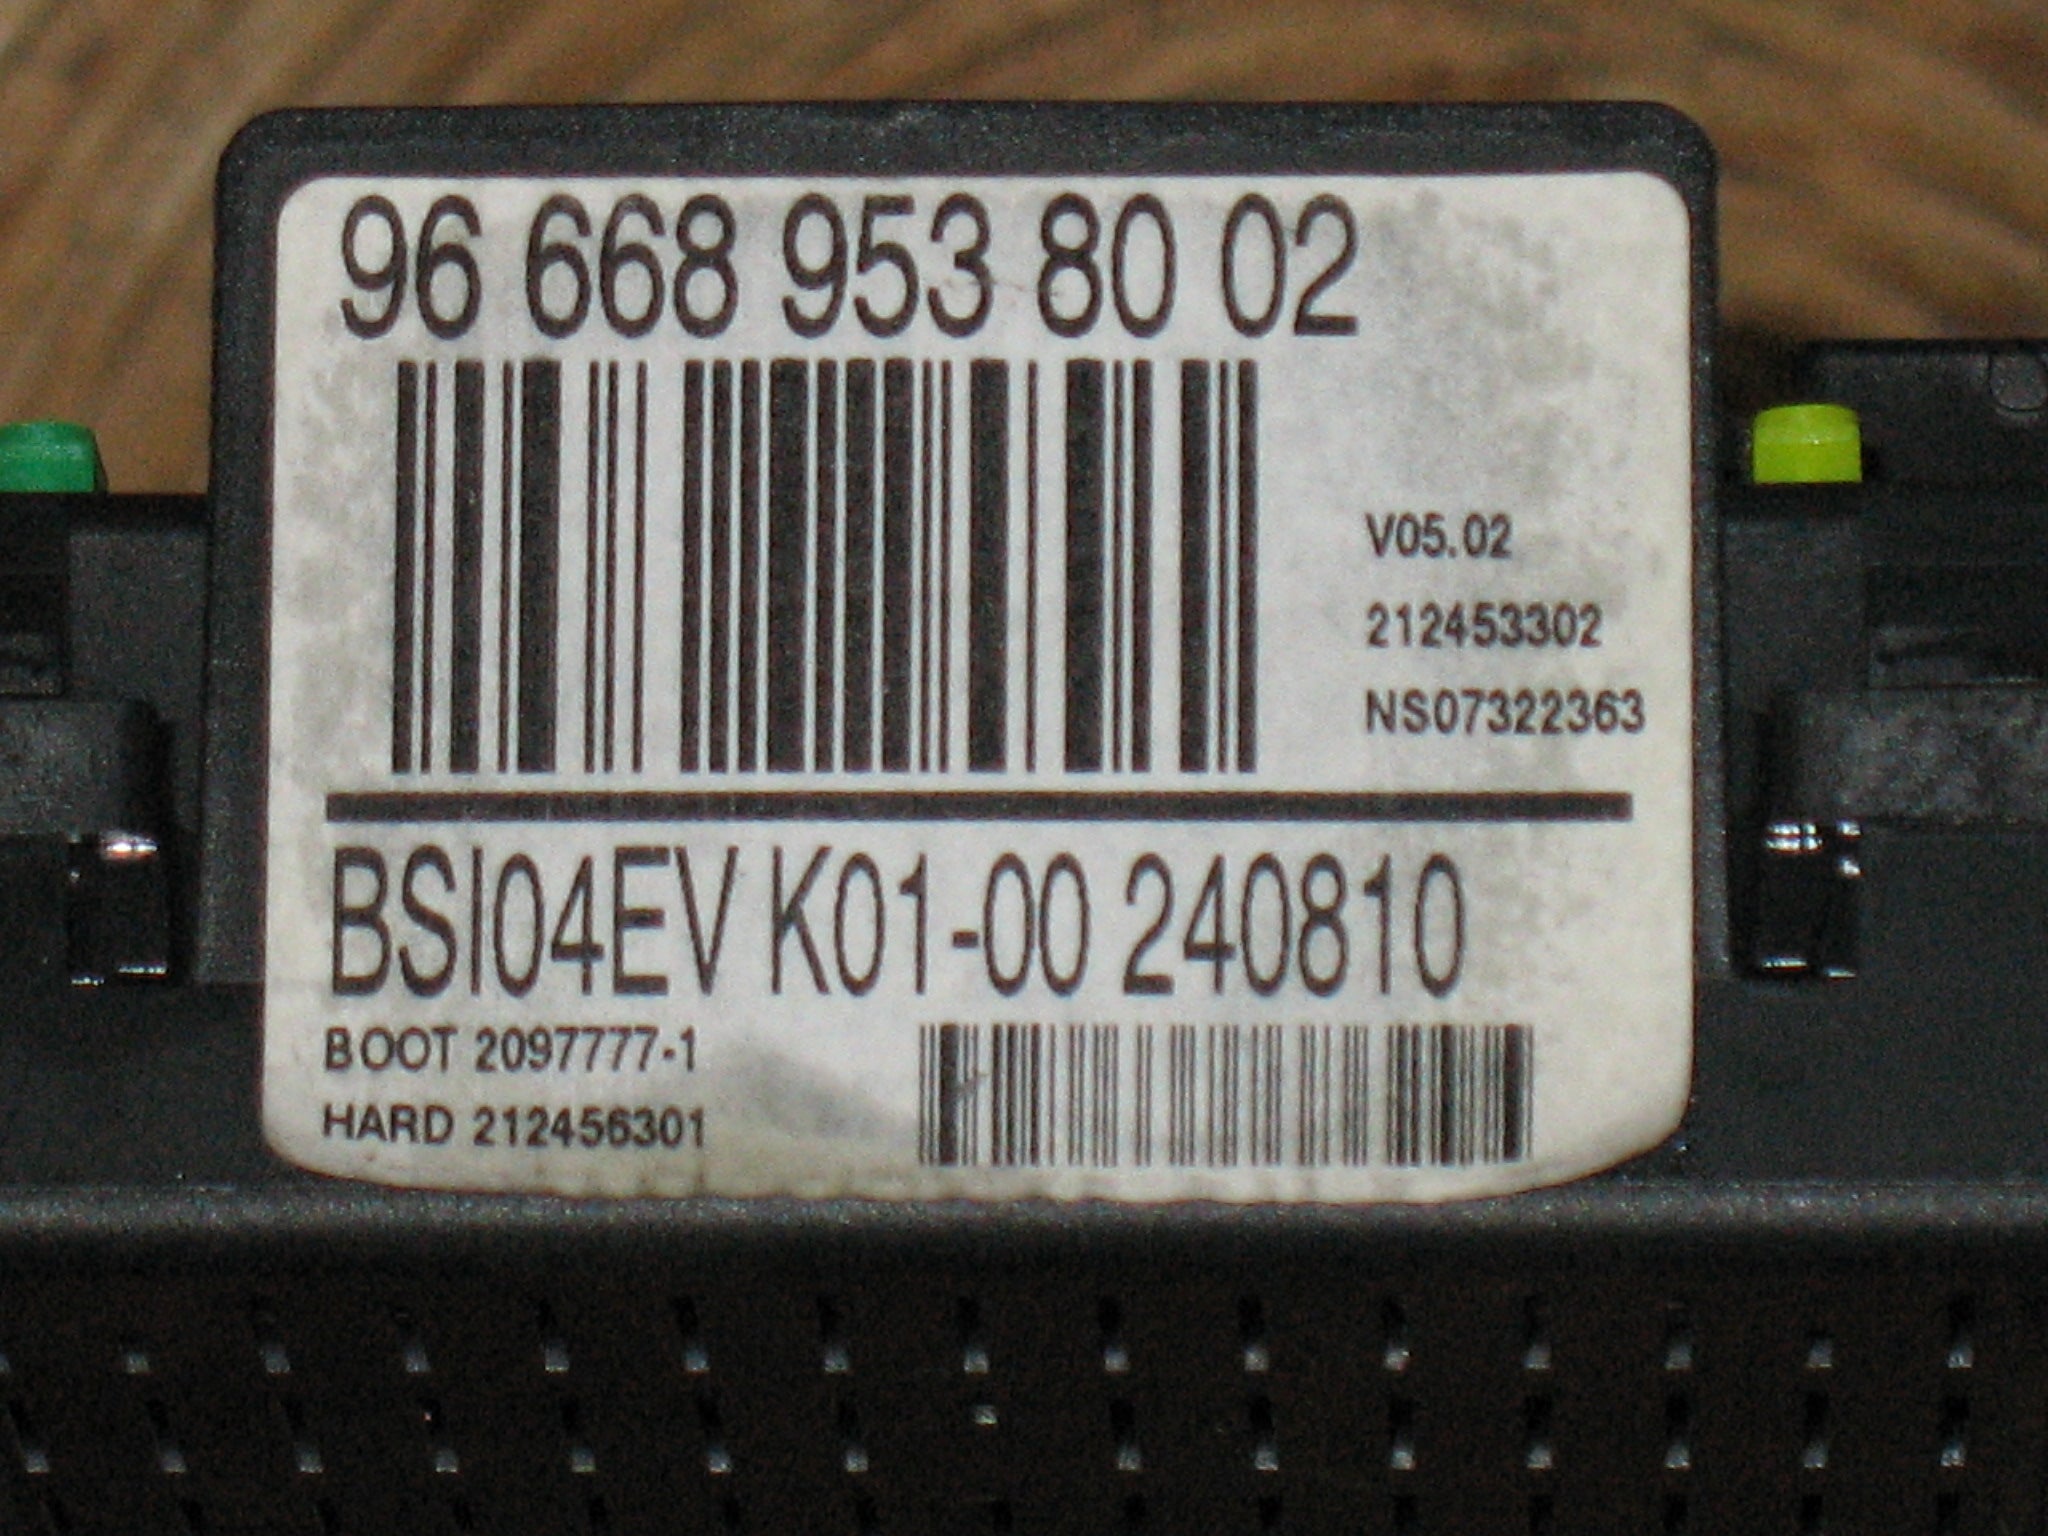 96 668 953 80 02
V05.02
212453302
NS07322363
BSI04EV K01-00 240810
BOOT 2097777-1
HARD 212456301